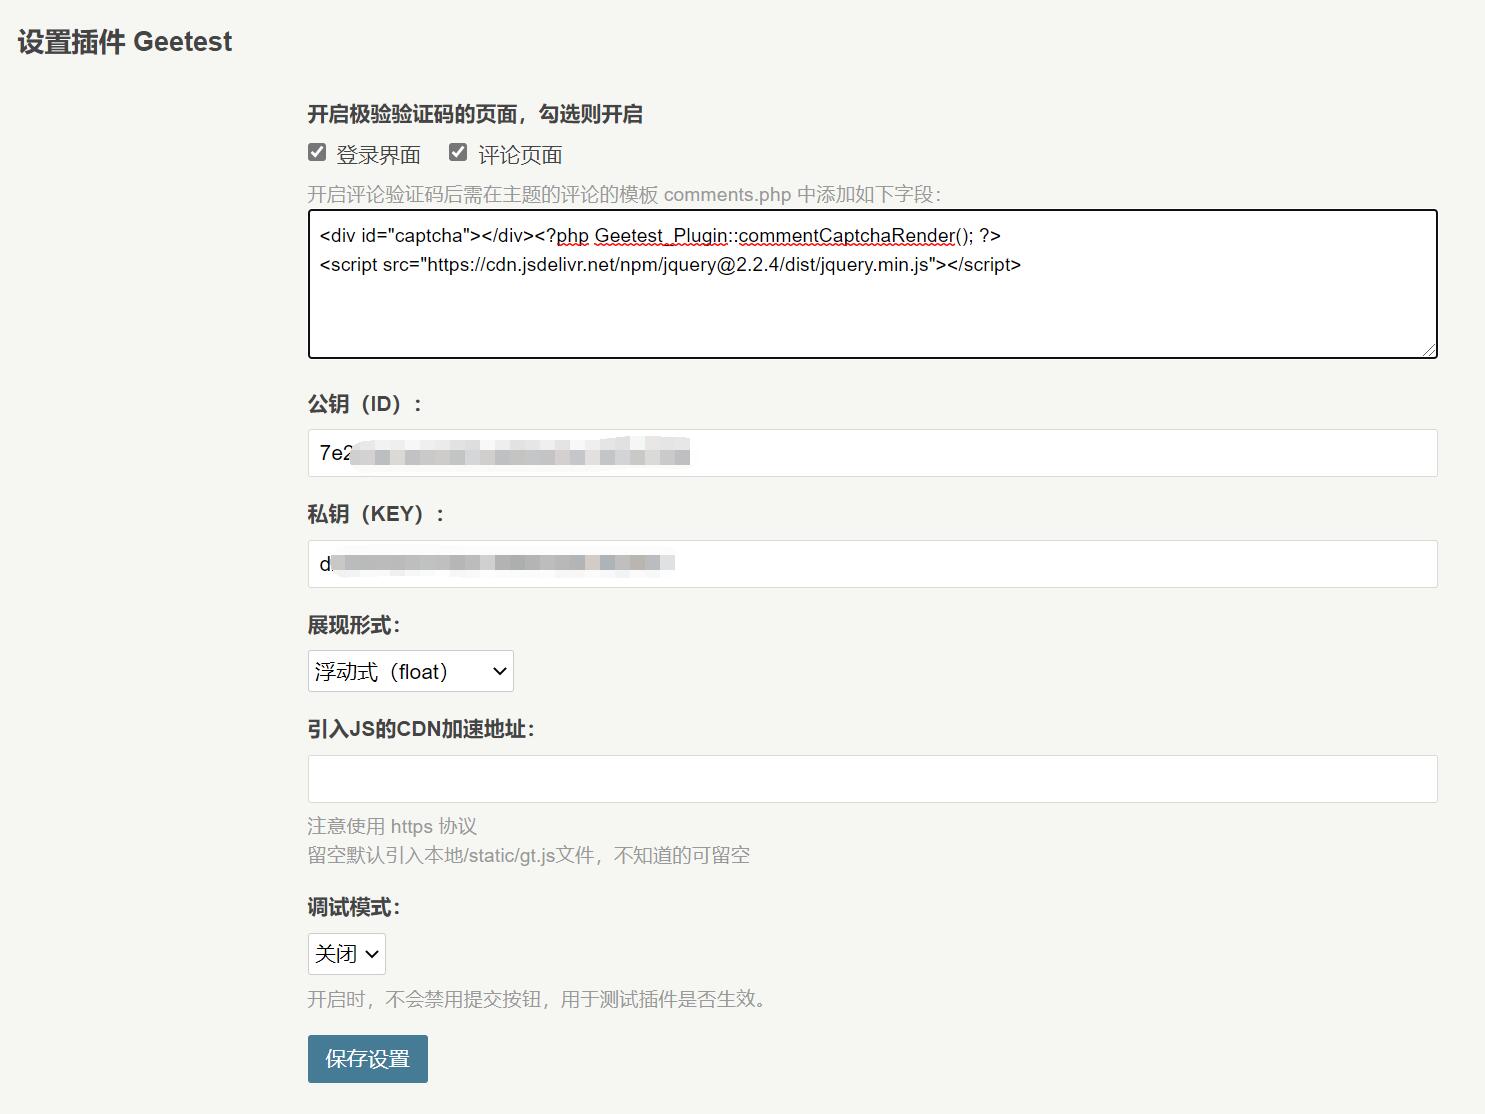 设置插件 Geetest
开启极验验证码的页面，勾选则开启
登录界面 评论页面
开启评论验证码后需在主题的评论的模板 comments.php 中添加如下字段：
<div id="captcha"></div><?php Geetest_Plugin::commentCaptchaRender(); ?>
<script src="https://cdn.jsdelivr.net/npm/jquery@2.2.4/dist/jquery.min.js"></script>
公钥（ID）：
7e2
私钥（KEY）：
d
展现形式：
浮动式（float）
引入JS的CDN加速地址：
注意使用 https 协议
留空默认引入本地/static/gt.js文件，不知道的可留空
调试模式：
关闭
开启时，不会禁用提交按钮，用于测试插件是否生效。
保存设置